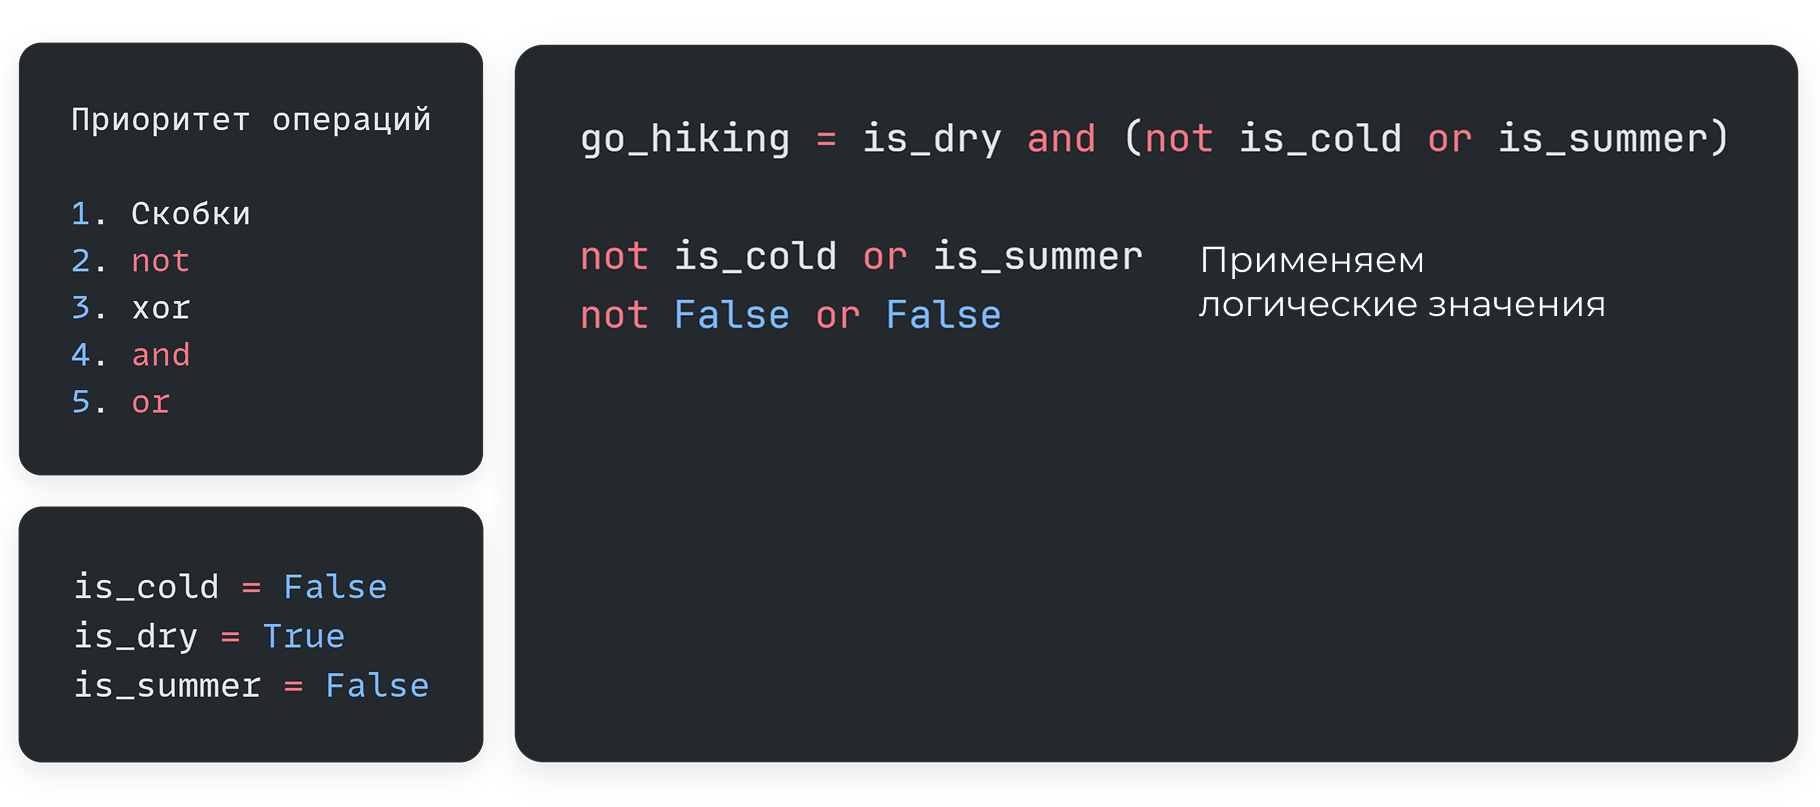 Приоритет операций
1. Скобки
2. not
3. xor
4. and
5. or
is_cold = False
is_dry = True
is_summer = False
go_hiking = is_dry and (not is_cold or is_summer)
not is_cold or is_summer
not False or False
Применяем
логические значения